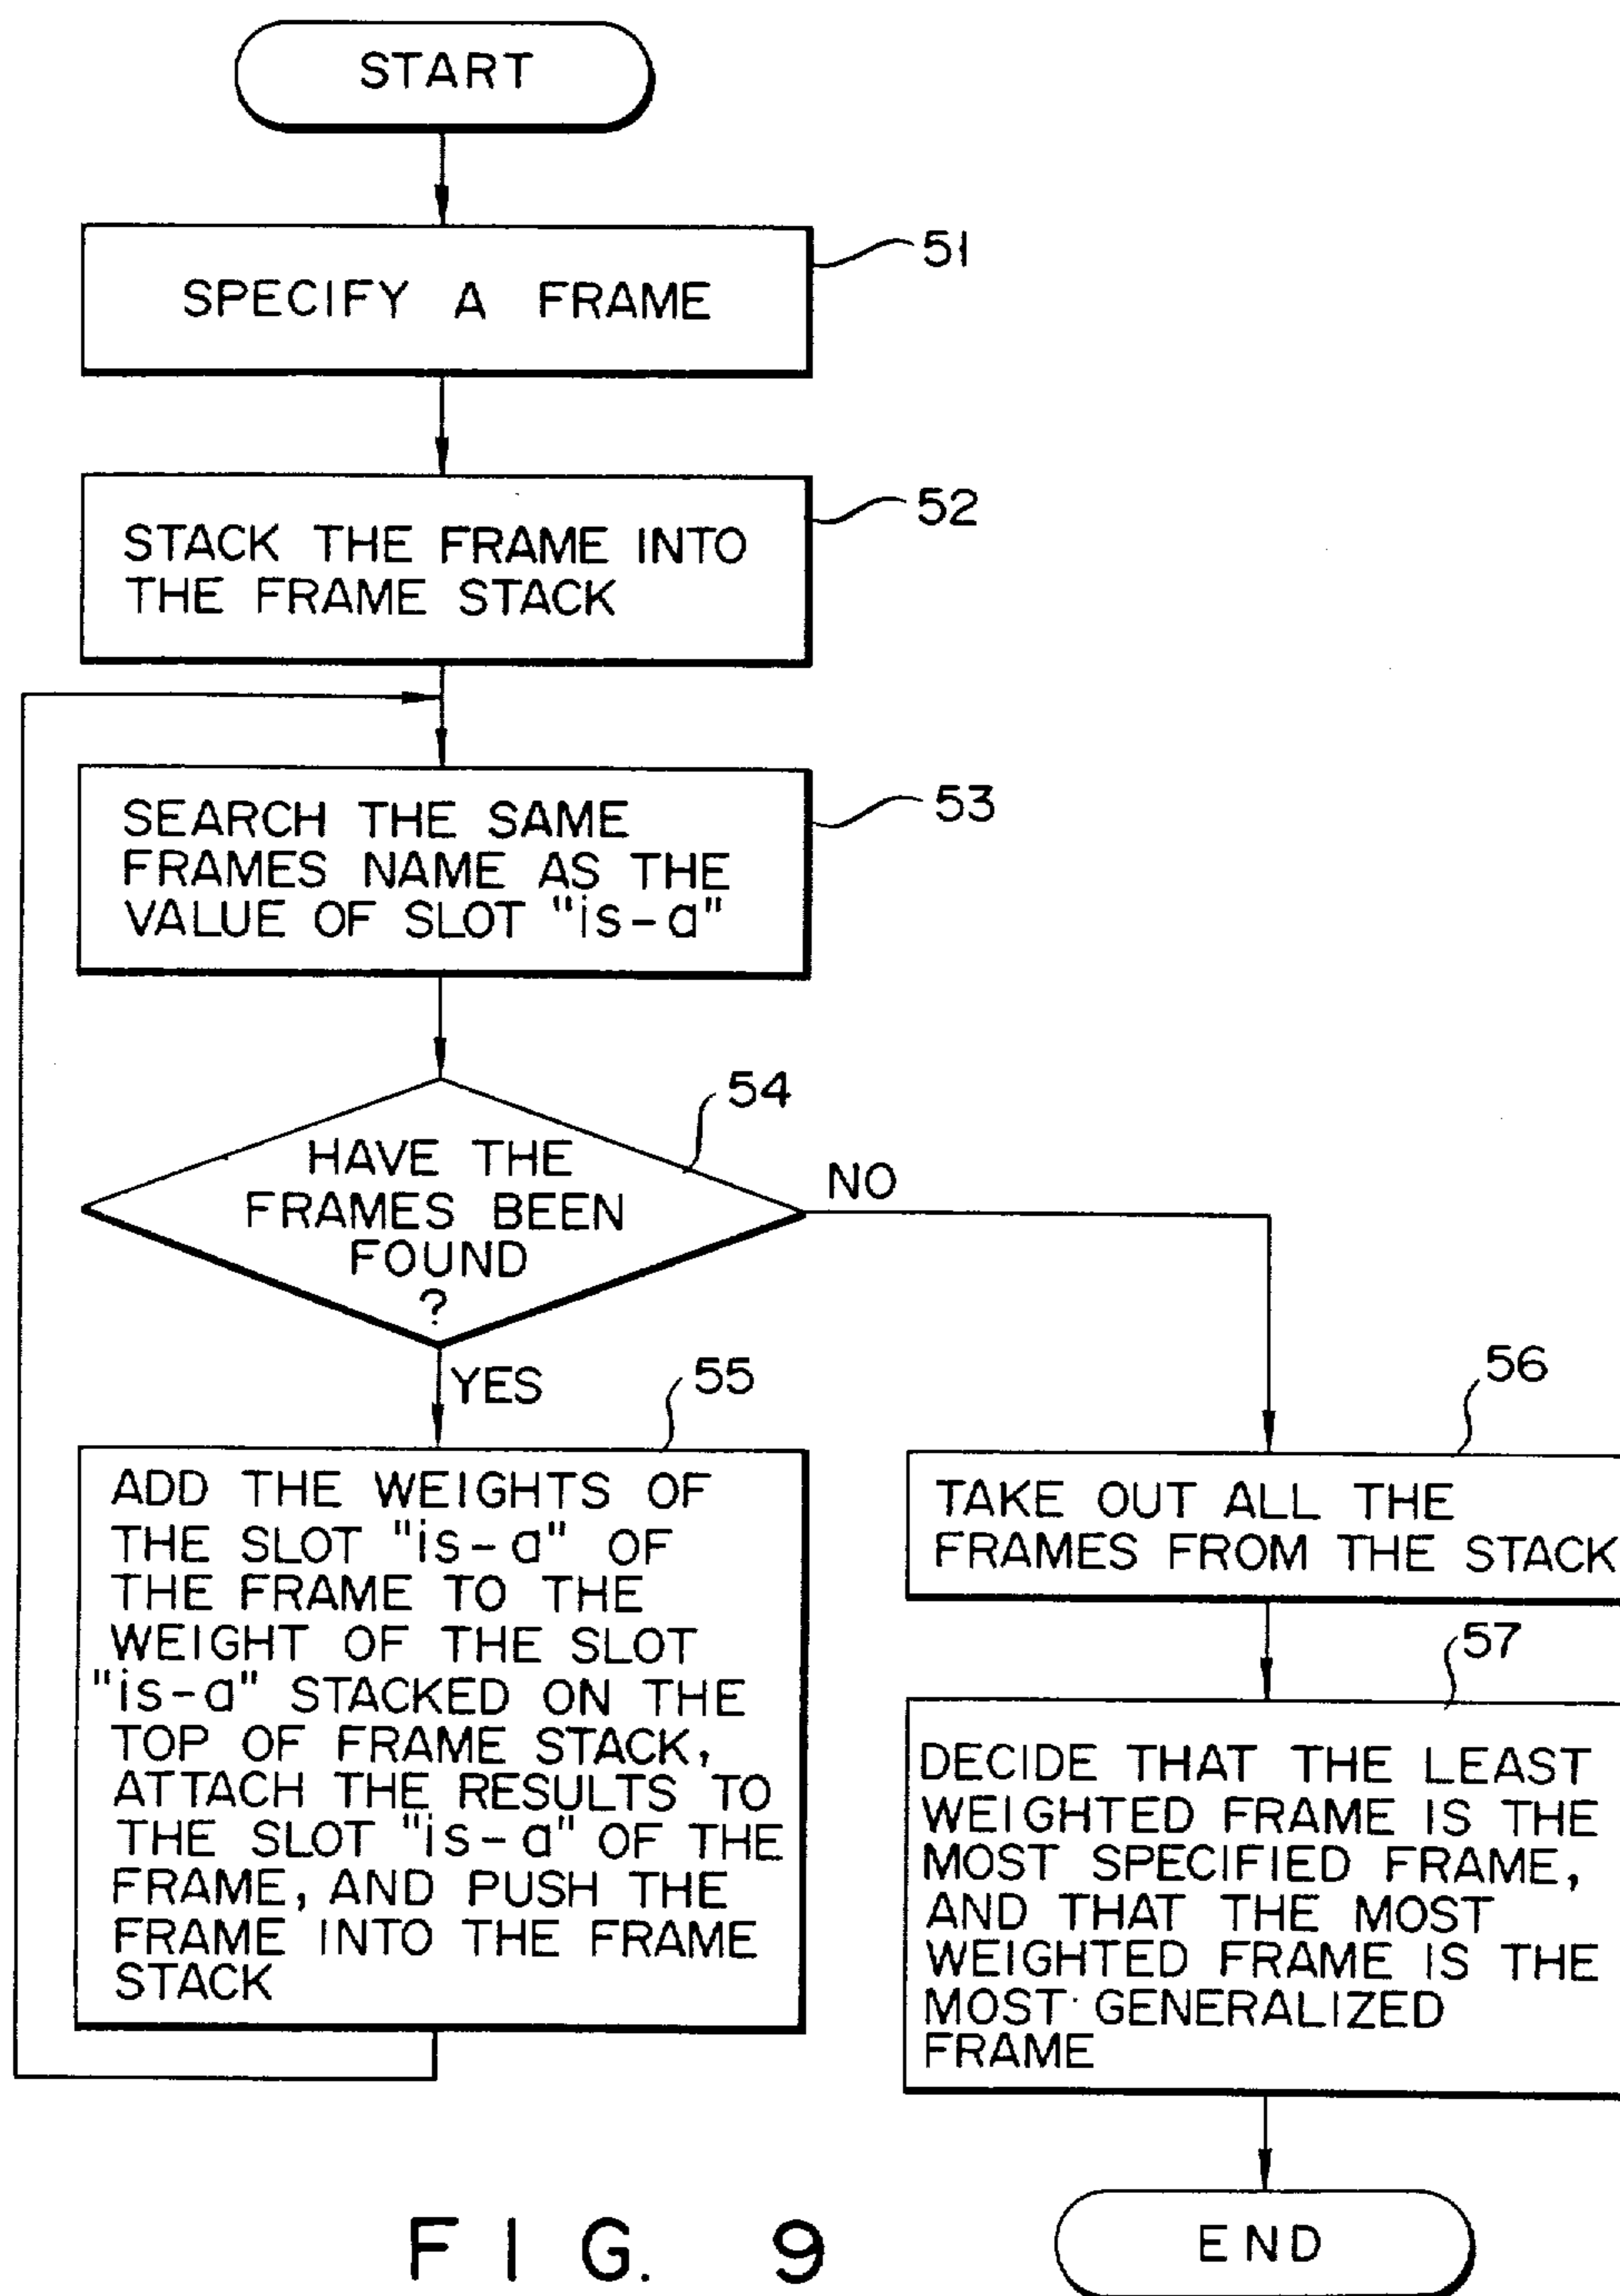 START
51
SPECIFY A FRAME
52
STACK THE FRAME INTO
THE FRAME STACK
53
SEARCH THE SAME
FRAMES NAME AS THE
VALUE OF SLOT "is-a"
54
HAVE THE
FRAMES BEEN
FOUND
?
NO
YES
55
ADD THE WEIGHTS OF
THE SLOT "is-a" OF
THE FRAME TO THE
WEIGHT OF THE SLOT
"is-a" STACKED ON THE
TOP OF FRAME STACK,
ATTACH THE RESULTS TO
THE SLOT "is-a" OF THE
FRAME, AND PUSH THE
FRAME INTO THE FRAME
STACK
56
TAKE OUT ALL THE
FRAMES FROM THE STACK
57
DECIDE THAT THE LEAST
WEIGHTED FRAME IS THE
MOST SPECIFIED FRAME,
AND THAT THE MOST
WEIGHTED FRAME IS THE
MOST GENERALIZED
FRAME
END
FIG. 9